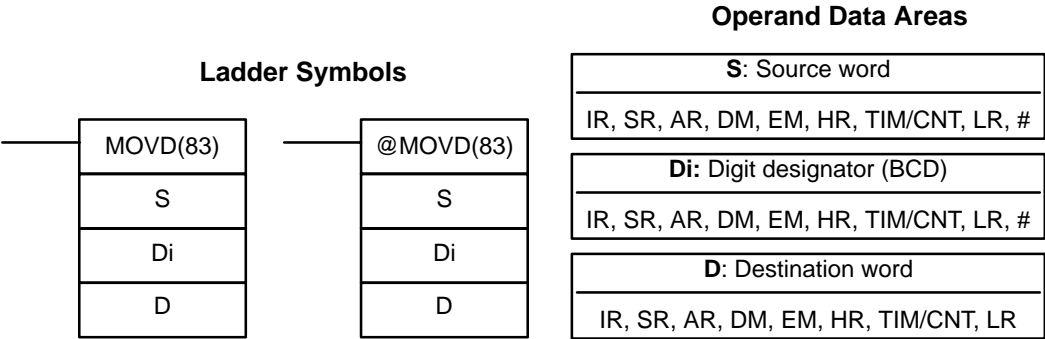 Operand Data Areas
Ladder Symbols
MOVD(83)
S
Di
D
@MOVD(83)
S
Di
D
S: Source word
IR, SR, AR, DM, EM, HR, TIM/CNT, LR, #
Di: Digit designator (BCD)
IR, SR, AR, DM, EM, HR, TIM/CNT, LR, #
D: Destination word
IR, SR, AR, DM, EM, HR, TIM/CNT, LR